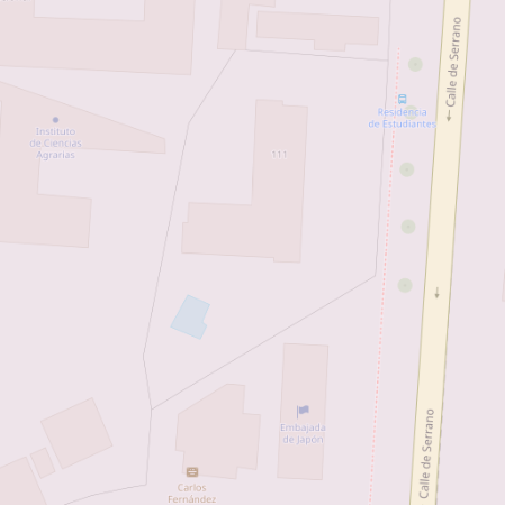 Calle de Serrano
Residencia
de Estudiantes
Instituto
de Ciencias
Agrarias
111
Embajada
de Japón
Calle de Serrano
Carlos
Fernández